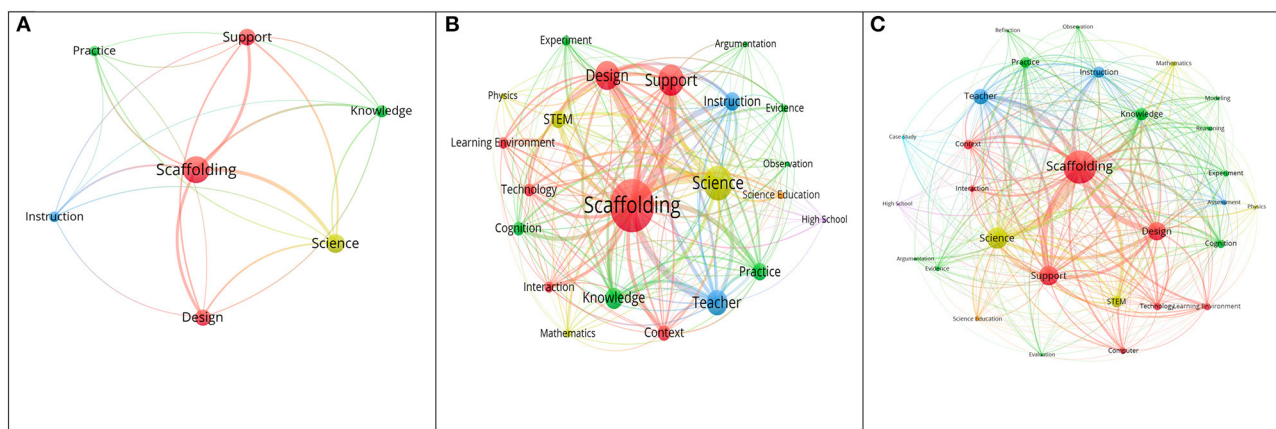 A
Support
Practice
Knowledge
Scaffolding
Instruction
Science
Design
B
Experiment
Argumentation
Design
Support
Physics
Instruction
Evidence
STEM
Learning Environment
Observation
Technology
Science
Science Education
Scaffolding
High School
Cognition
Practice
Interaction
Knowledge
Teacher
Mathematics
Context
C
Reflection
Observation
Practice
Mathematics
Instruction
Teacher
Modeling
Knowledge
Reasoning
Case Study
Context
Scaffolding
Experiment
Interaction
Assessment
High School
Physics
Science
Design
Cognition
Argumentation
Evidence
Support
STEM
Technology
Learning Environment
Science Education
Computer
Evaluation